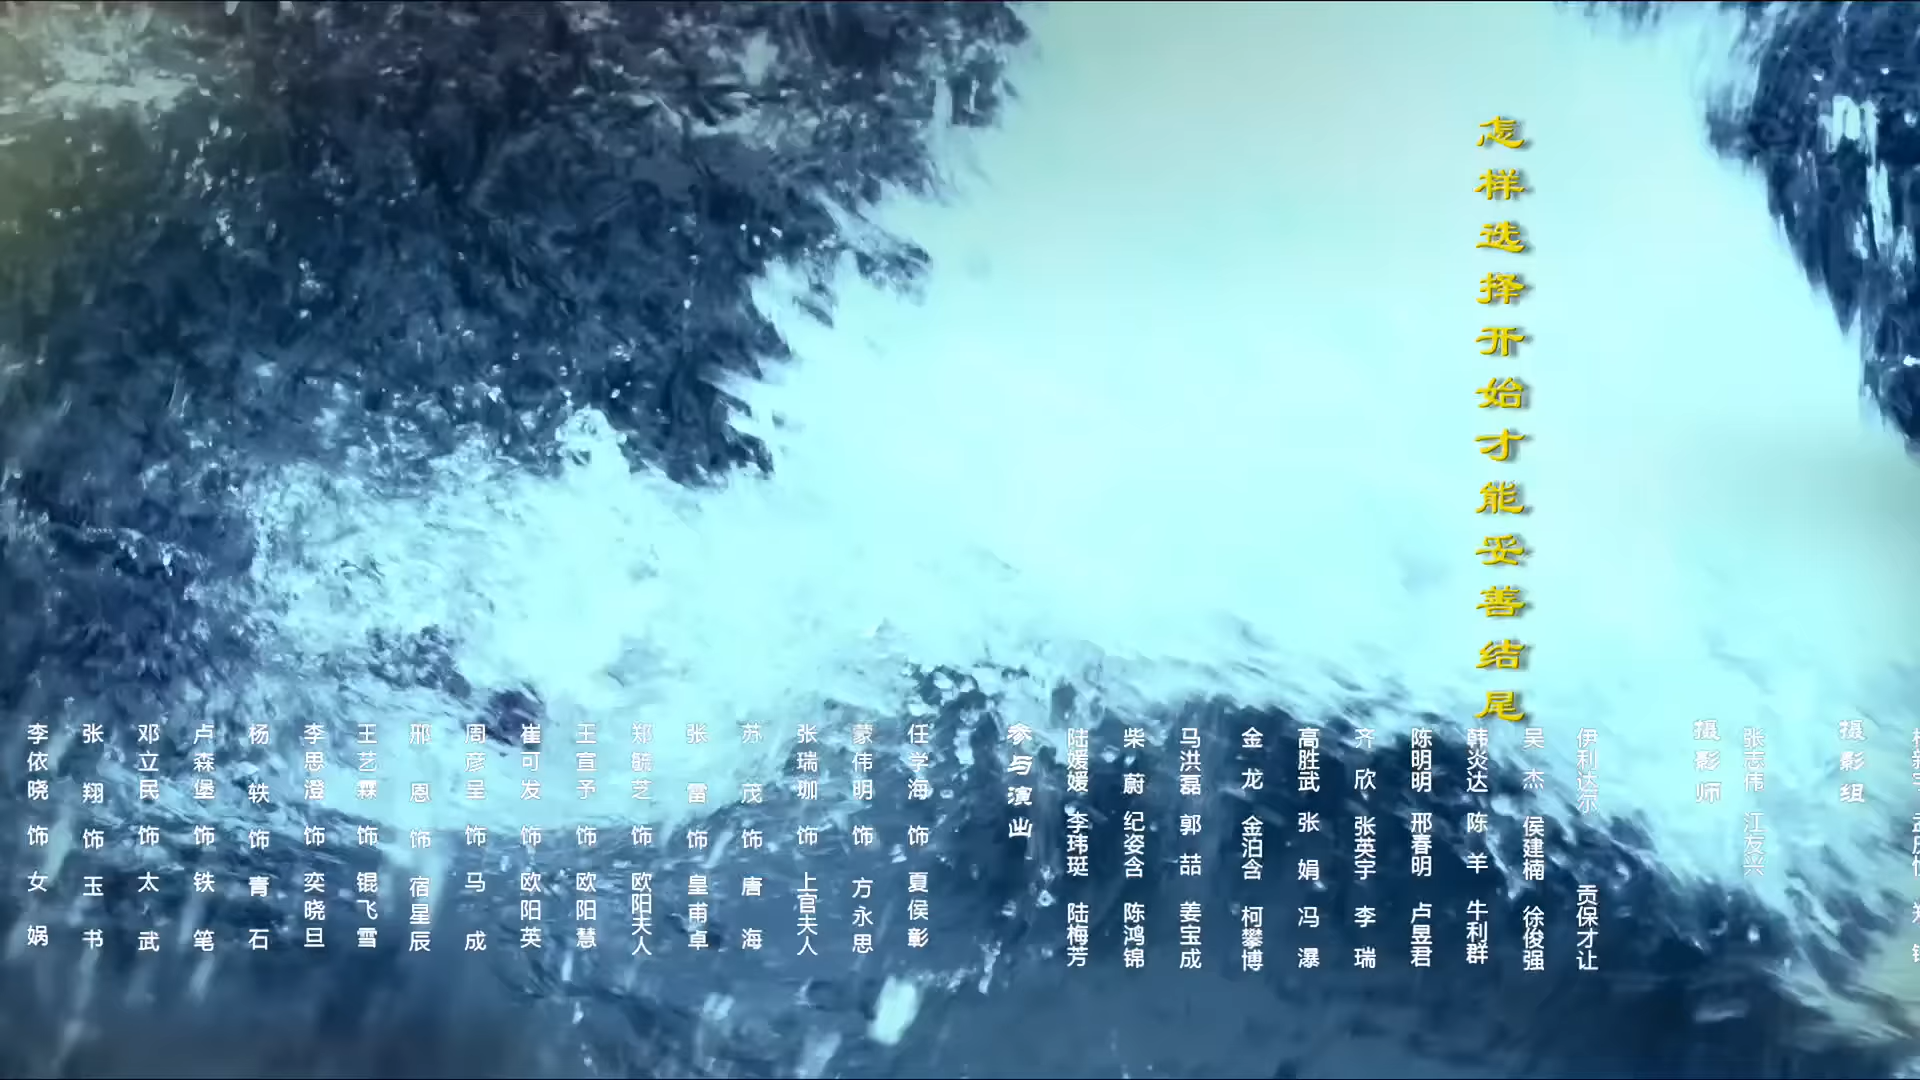 怎样选择开始才能妥善结尾
李依晓 饰 女娲
张翔 饰 玉书
邓立民 饰 太武
卢森堡 饰 铁笔
杨轶 饰 青石
李思澄 饰 奕晓旦
王艺霖 饰 锟飞雪
邢恩 饰 宿星辰
周彦呈 饰 马成
崔可发 饰 欧阳英
王宣予 饰 欧阳慧
郑毓芝 饰 欧阳夫人
张雷 饰 皇甫卓
苏茂 饰 唐海
张瑞珈 饰 上官夫人
蒙伟明 饰 方永思
任学海 饰 夏侯彰
参与演出
陆媛媛 李玮珽 陆梅芳
柴蔚 纪姿含 陈鸿锦
马洪磊 郭喆 姜宝成
金龙 金泊含 柯攀博
高胜武 张娟 冯瀑
齐欣 张英宇 李瑞
陈明明 邢春明 卢昱君
韩炎达 陈羊 牛利群
吴杰 侯建楠 徐俊强
伊利达尔 贡保才让
摄影师
张志伟 江友兴
摄影组